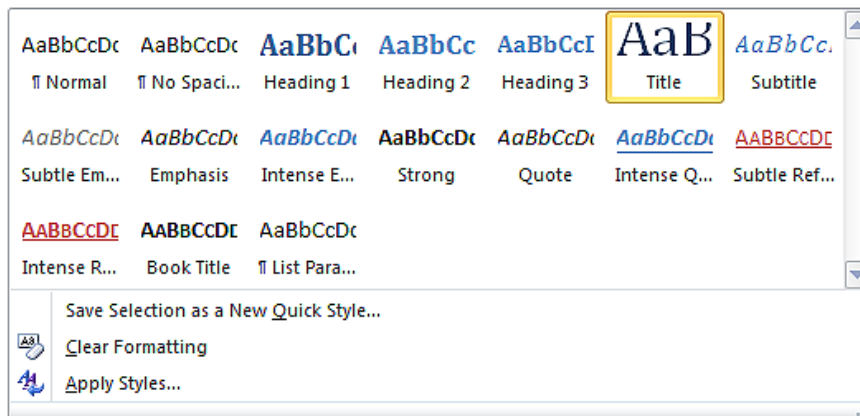 AaBbCcDc AaBbCcDc AaBbCc AaBbCc AaBbCcI AaB AaBbCc.
¶ Normal ¶ No Spaci... Heading 1 Heading 2 Heading 3 Title Subtitle
AaBbCcDc AaBbCcDc AaBbCcDc AaBbCcDc AaBbCcDc AaBbCcDc AABBCCDD
Subtle Em... Emphasis Intense E... Strong Quote Intense Q... Subtle Ref...
AABBCCDD AABBCCDD AaBbCcDc
Intense R... Book Title ¶ List Para...
Save Selection as a New Quick Style...
Clear Formatting
Apply Styles...